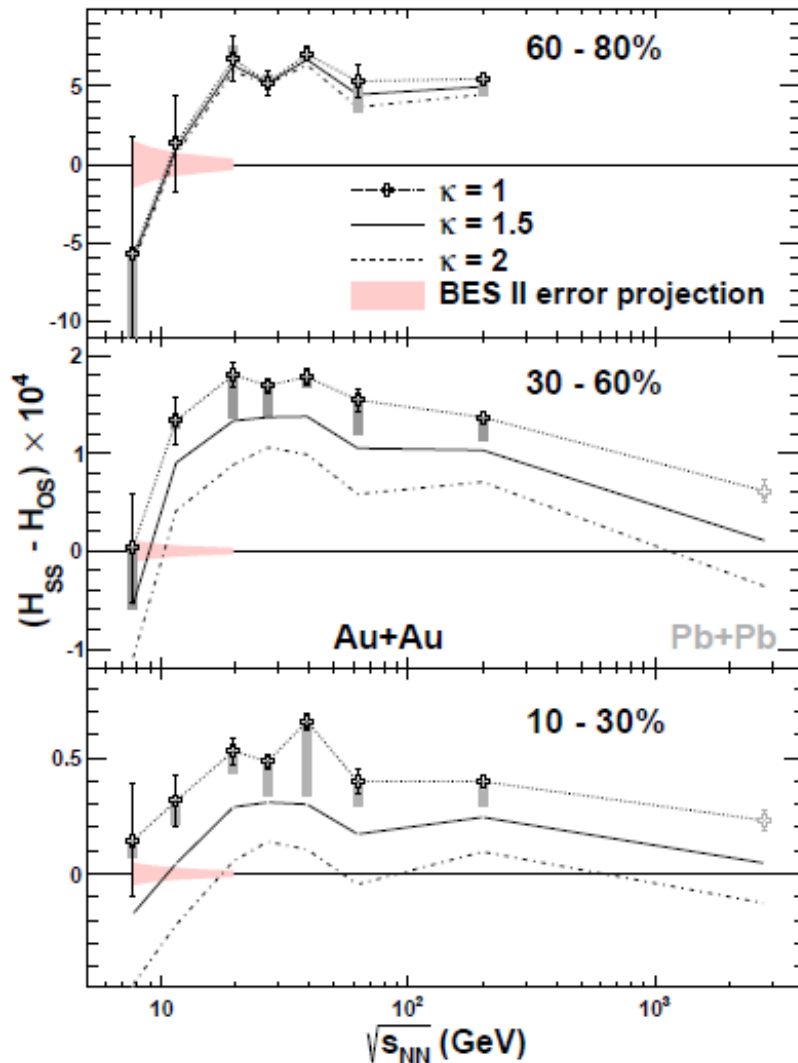 60 - 80%
5
0
-5
-10
κ = 1
κ = 1.5
κ = 2
BES II error projection
30 - 60%
2
1
0
-1
Au+Au
Pb+Pb
10 - 30%
0.5
0
(H_SS - H_OS) × 10^4
10
10^2
10^3
√s_NN (GeV)